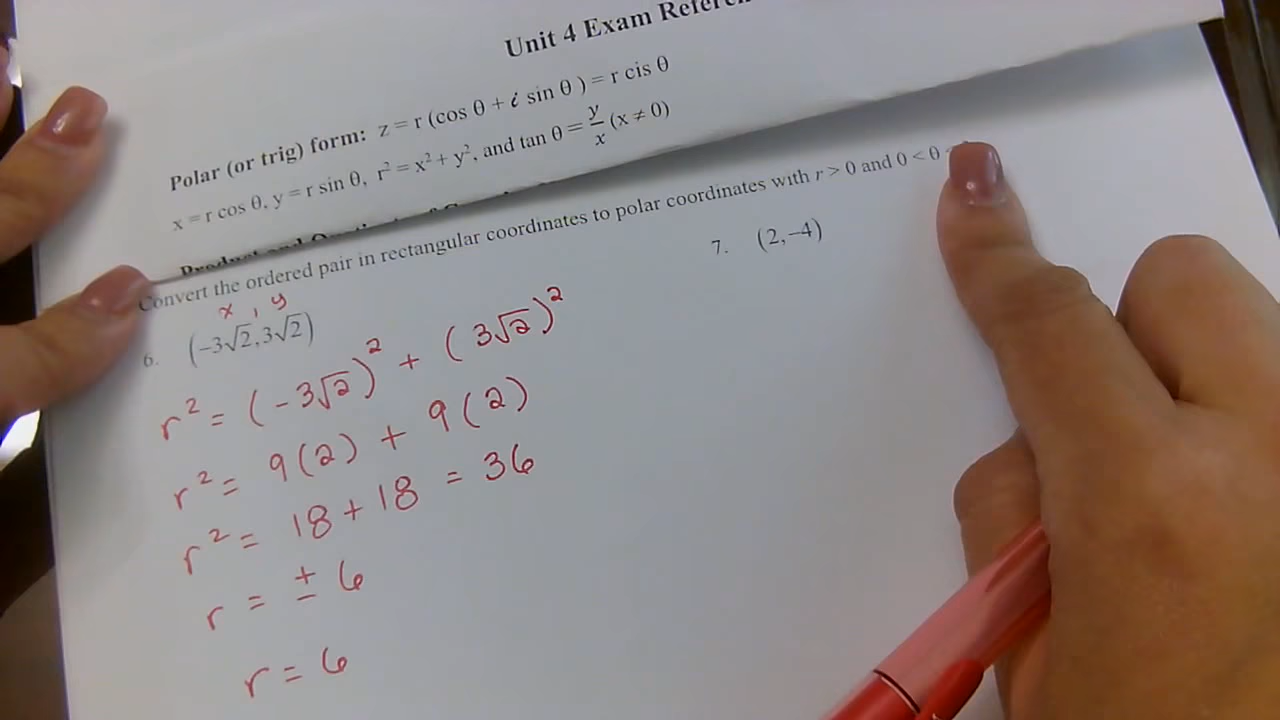 Unit 4 Exam
Polar (or trig) form: z = r (cos θ + i sin θ ) = r cis θ
x = r cos θ, y = r sin θ, r² = x² + y², and tan θ = y/x (x ≠ 0)
Convert the ordered pair in rectangular coordinates to polar coordinates with r > 0 and 0 < θ
x , y
6. (−3√2, 3√2)
7. (2, −4)
r² = (−3√2)² + (3√2)²
r² = 9(2) + 9(2)
r² = 18 + 18 = 36
r = ± 6
r = 6